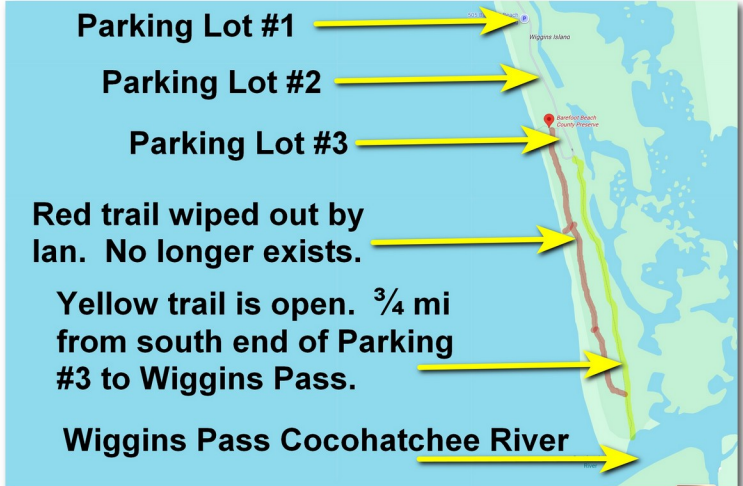 Parking Lot #1
Wiggins Island
Parking Lot #2
Barefoot Beach
County Preserve
Parking Lot #3
Red trail wiped out by
Ian. No longer exists.
Yellow trail is open. ¾ mi
from south end of Parking
#3 to Wiggins Pass.
Wiggins Pass Cocohatchee River
River